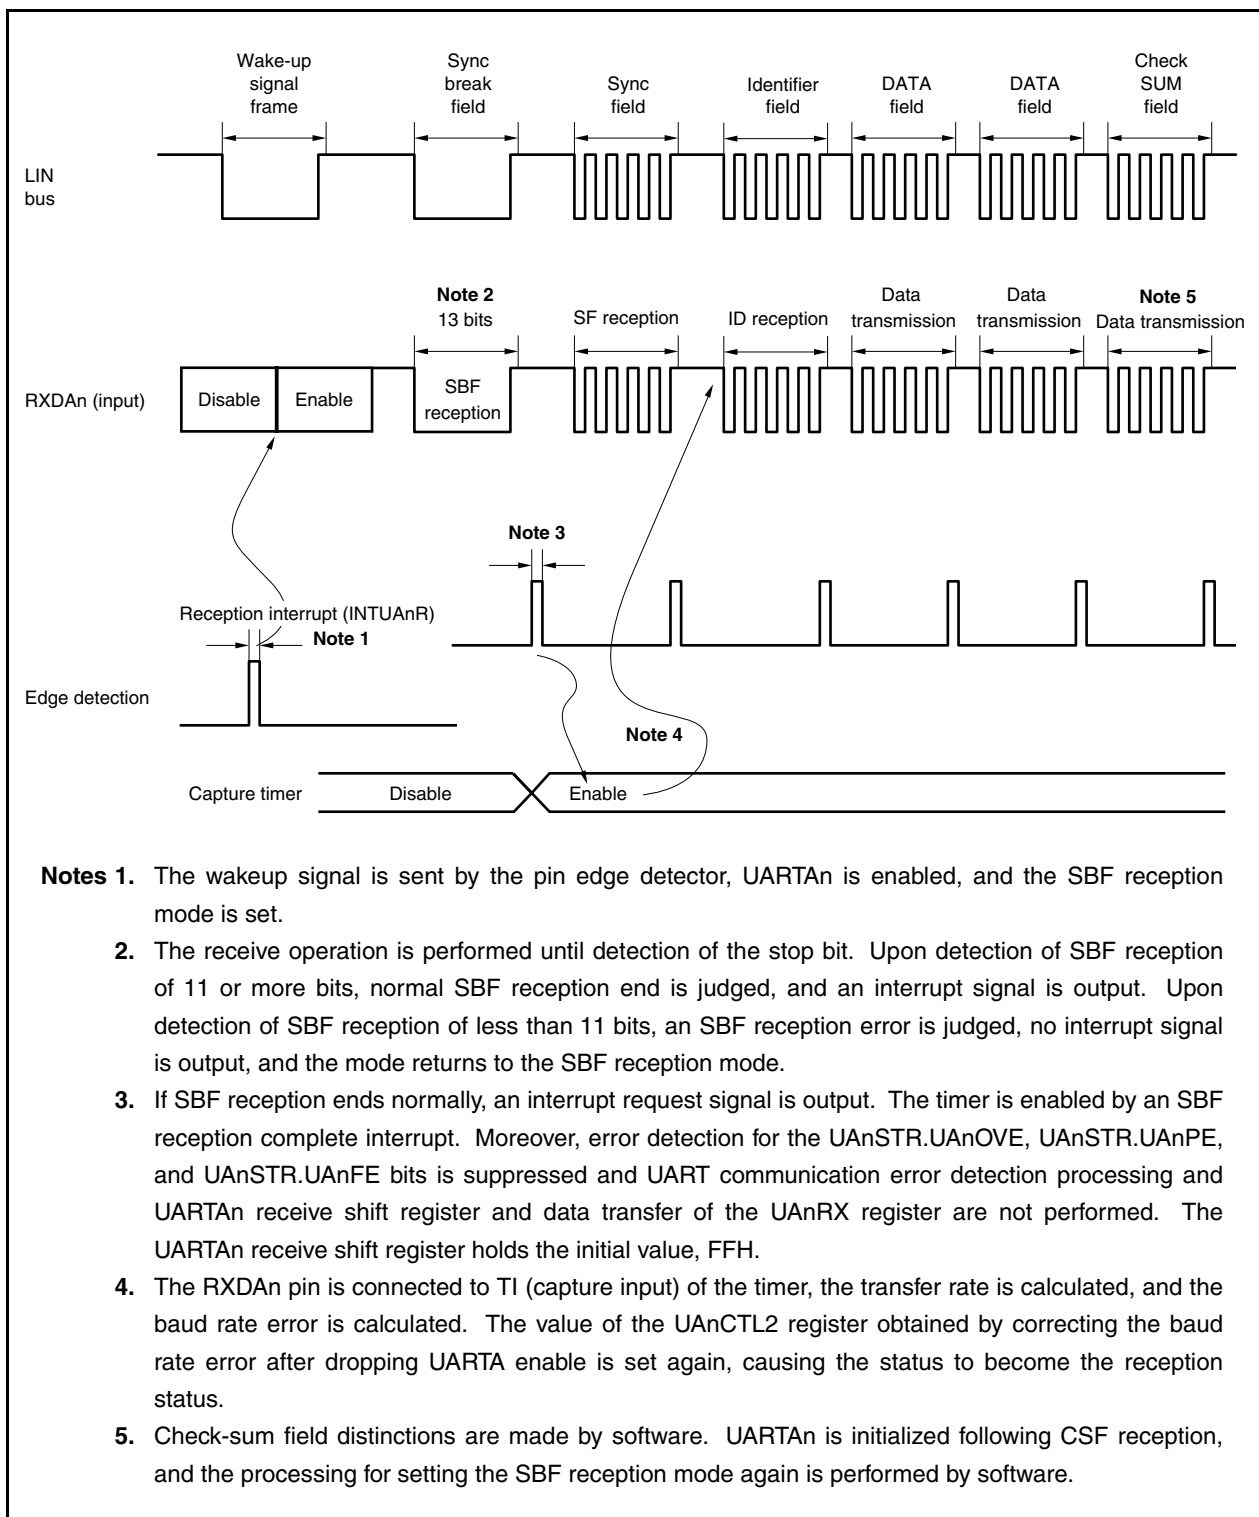 Wake-up
signal
frame
Sync
break
field
Sync
field
Identifier
field
DATA
field
DATA
field
Check
SUM
field
LIN
bus
Note 2
13 bits
SF reception
ID reception
Data
transmission
Data
transmission
Note 5
Data transmission
RXDAn (input)
Disable
Enable
SBF
reception
Note 3
Reception interrupt (INTUAnR)
Note 1
Edge detection
Note 4
Capture timer
Disable
Enable
Notes 1. The wakeup signal is sent by the pin edge detector, UARTAn is enabled, and the SBF reception
mode is set.
2. The receive operation is performed until detection of the stop bit. Upon detection of SBF reception
of 11 or more bits, normal SBF reception end is judged, and an interrupt signal is output. Upon
detection of SBF reception of less than 11 bits, an SBF reception error is judged, no interrupt signal
is output, and the mode returns to the SBF reception mode.
3. If SBF reception ends normally, an interrupt request signal is output. The timer is enabled by an SBF
reception complete interrupt. Moreover, error detection for the UAnSTR.UAnOVE, UAnSTR.UAnPE,
and UAnSTR.UAnFE bits is suppressed and UART communication error detection processing and
UARTAn receive shift register and data transfer of the UAnRX register are not performed. The
UARTAn receive shift register holds the initial value, FFH.
4. The RXDAn pin is connected to TI (capture input) of the timer, the transfer rate is calculated, and the
baud rate error is calculated. The value of the UAnCTL2 register obtained by correcting the baud
rate error after dropping UARTA enable is set again, causing the status to become the reception
status.
5. Check-sum field distinctions are made by software. UARTAn is initialized following CSF reception,
and the processing for setting the SBF reception mode again is performed by software.